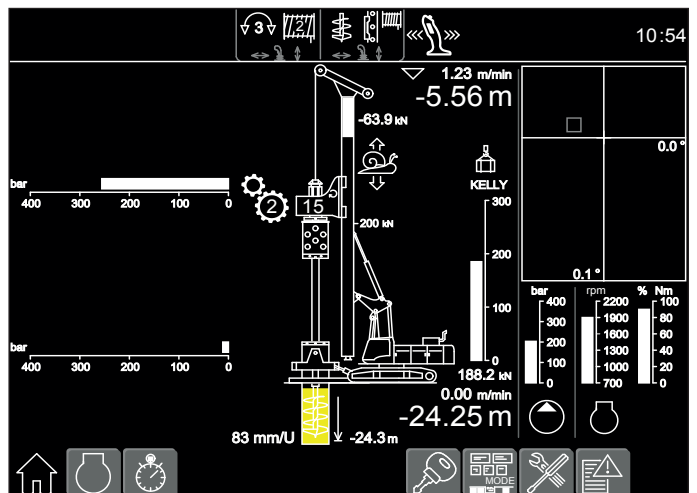 3 2 10:54
1.23 m/min
-5.56 m
-63.9 kN
0.0 °
KELLY
bar
400 300 200 100 0
2 15
300
200 kN
200
0.1 °
100
bar rpm % Nm
400 2200 100
300 1900 80
200 1600 60
1300 40
100 1000 20
0 700 0
bar
400 300 200 100 0
0
188.2 kN
0.00 m/min
-24.25 m
83 mm/U -24.3 m
MODE